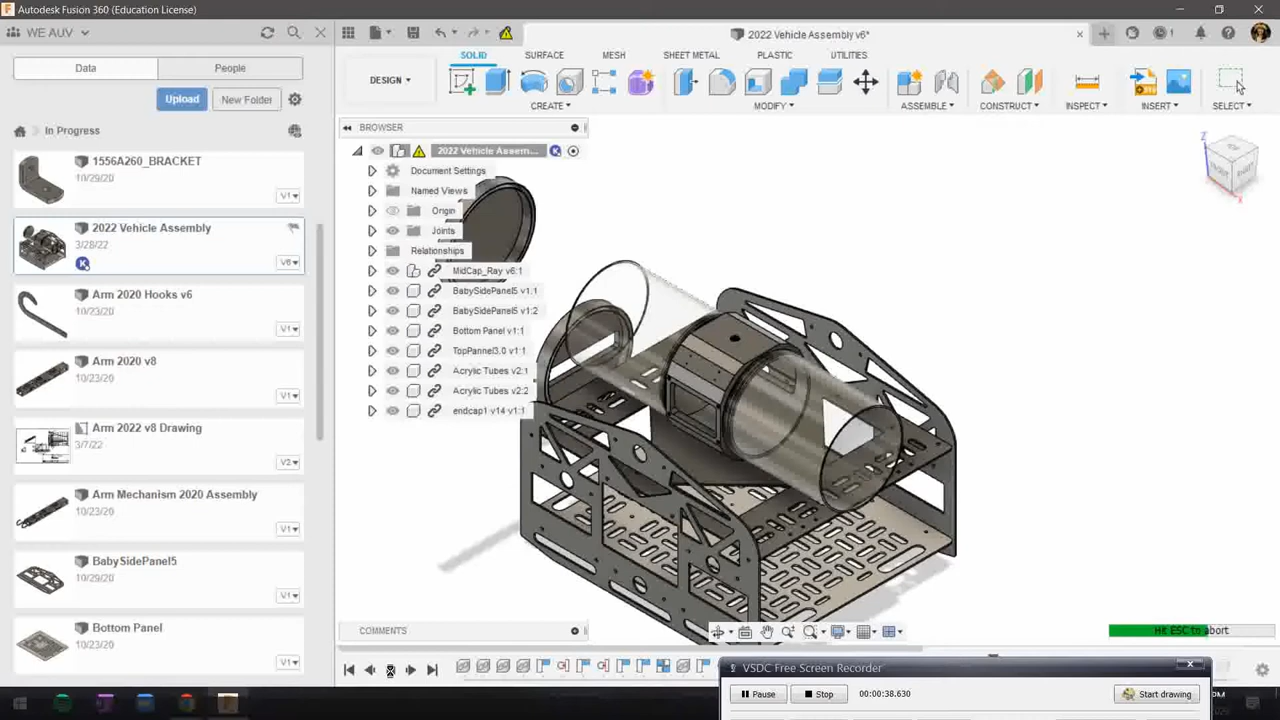 Autodesk Fusion 360 (Education License)
WE AUV
2022 Vehicle Assembly v6*
1
Data
People
Upload
New Folder
In Progress
1556A260_BRACKET
10/29/20
V1
2022 Vehicle Assembly
3/28/22
K
V6
Arm 2020 Hooks v6
10/23/20
V1
Arm 2020 v8
10/23/20
V1
Arm 2022 v8 Drawing
3/7/22
V2
Arm Mechanism 2020 Assembly
10/23/20
V1
BabySidePanel5
10/29/20
V1
Bottom Panel
10/23/20
V1
SOLID
SURFACE
MESH
SHEET METAL
PLASTIC
UTILITIES
DESIGN
CREATE
MODIFY
ASSEMBLE
CONSTRUCT
INSPECT
INSERT
SELECT
BROWSER
2022 Vehicle Assem...
K
Document Settings
Named Views
Origin
Joints
Relationships
MidCap_Ray v6:1
BabySidePanel5 v1:1
BabySidePanel5 v1:2
Bottom Panel v1:1
TopPannel3.0 v1:1
Acrylic Tubes v2:1
Acrylic Tubes v2:2
endcap1 v14 v1:1
Z
X
COMMENTS
Hit ESC to abort
VSDC Free Screen Recorder
Pause
Stop
00:00:38.630
Start drawing
PM